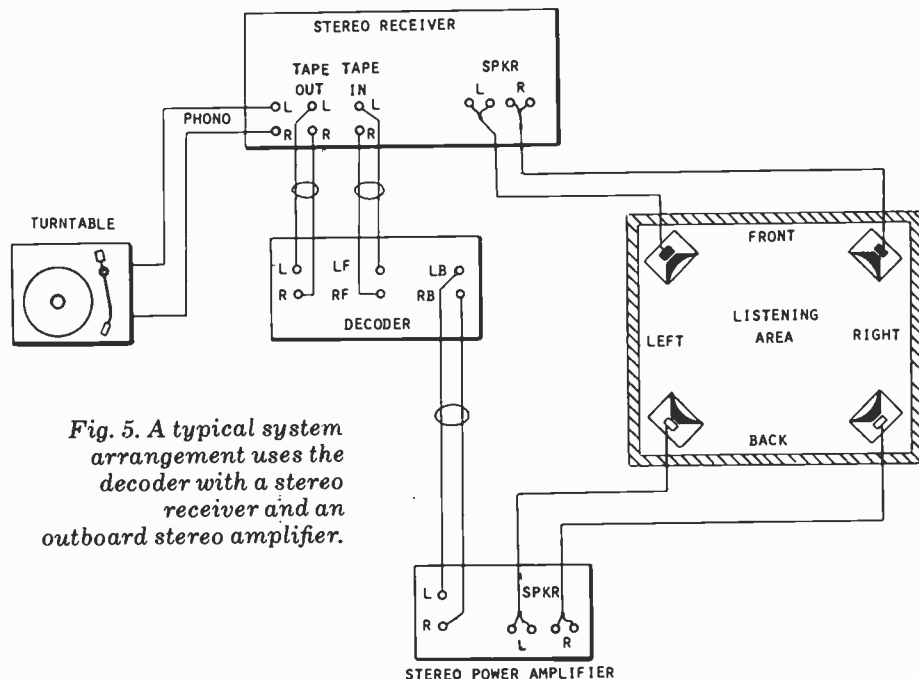 STEREO RECEIVER
TAPE TAPE
OUT IN
SPKR
L R
L L L
PHONO
R R R
TURNTABLE
FRONT
L LF LB
R RF RB
DECODER
LISTENING
AREA
LEFT RIGHT
BACK
Fig. 5. A typical system
arrangement uses the
decoder with a stereo
receiver and an
outboard stereo amplifier.
L SPKR
R
L R
STEREO POWER AMPLIFIER